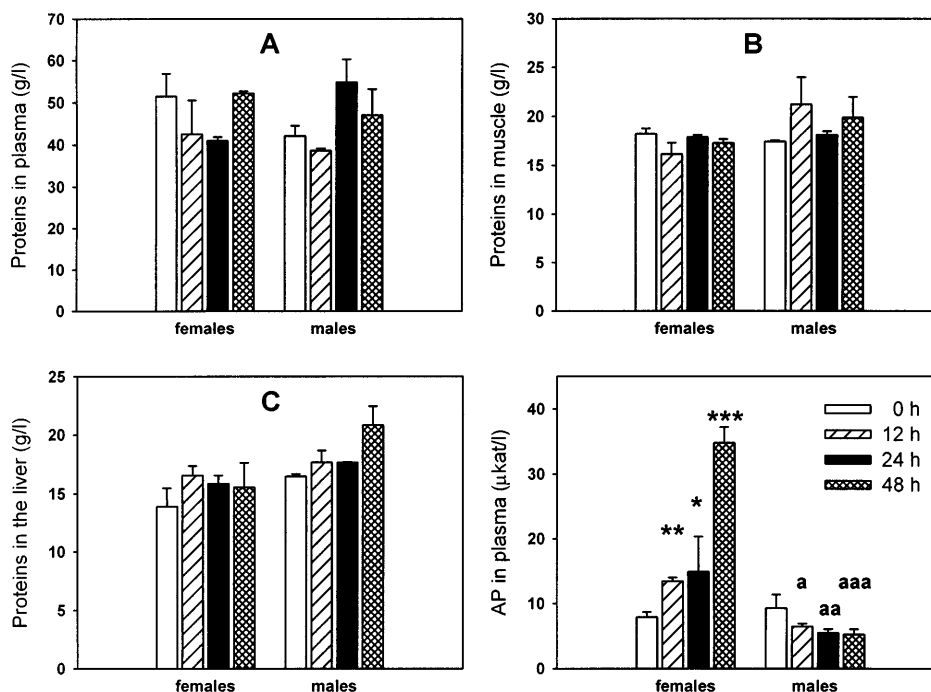 A
Proteins in plasma (g/l)
70
60
50
40
30
20
10
0
females males
B
Proteins in muscle (g/l)
30
25
20
15
10
5
0
females males
C
Proteins in the liver (g/l)
25
20
15
10
5
0
females males
AP in plasma (μkat/l)
40
30
20
10
0
0 h
12 h
24 h
48 h
***
*
**
a aaa
aa
females males